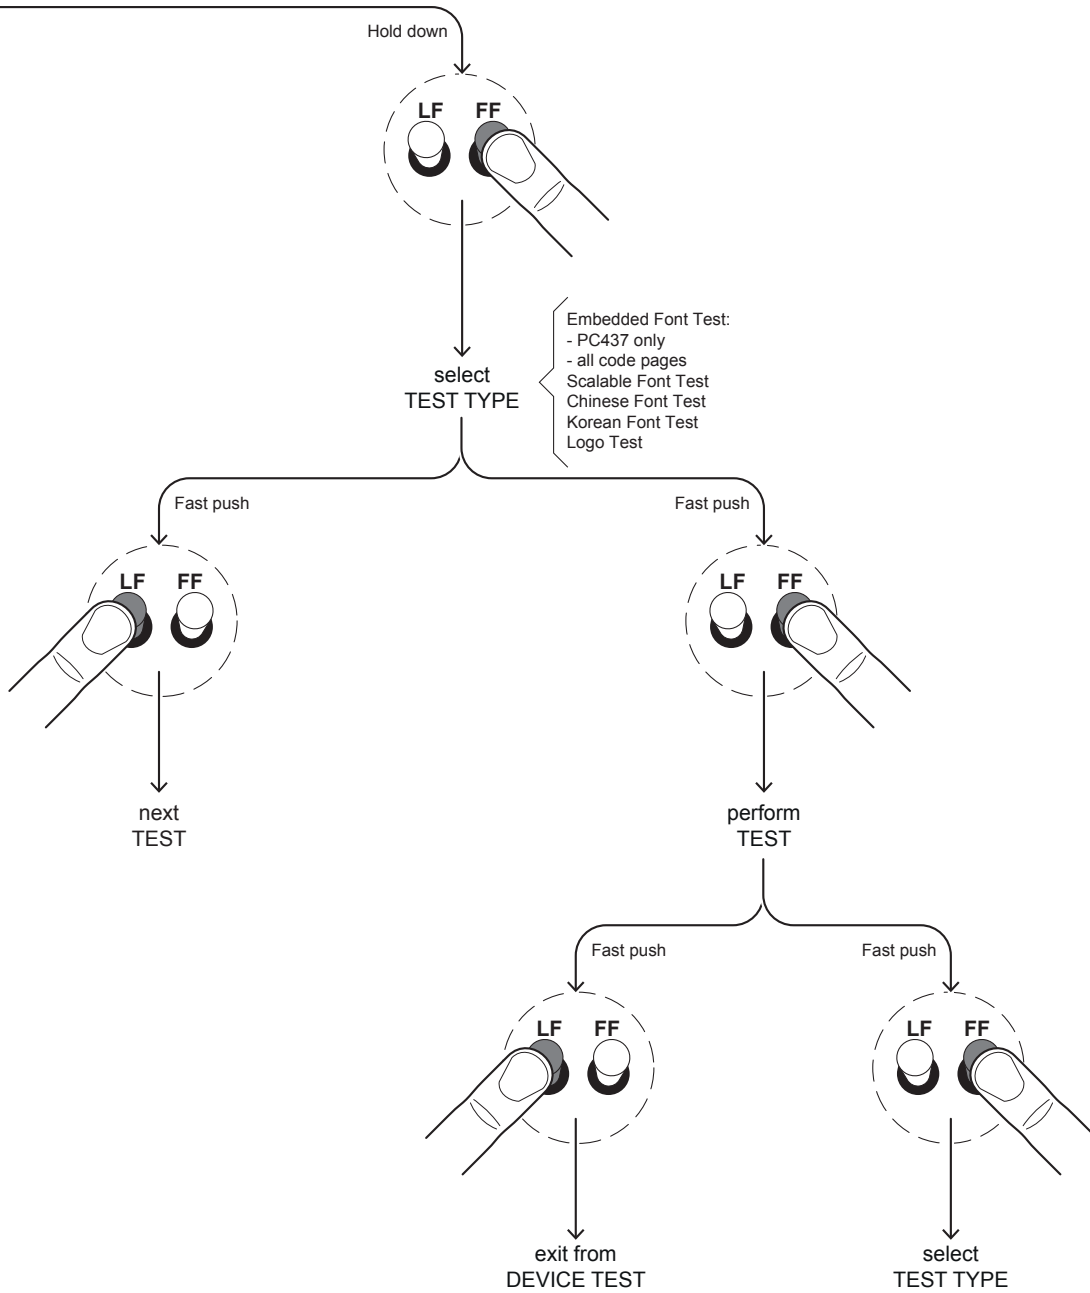 Hold down
LF FF
Embedded Font Test:
- PC437 only
- all code pages
Scalable Font Test
Chinese Font Test
Korean Font Test
Logo Test
select
TEST TYPE
Fast push
Fast push
LF FF
LF FF
next
TEST
perform
TEST
Fast push
Fast push
LF FF
LF FF
exit from
DEVICE TEST
select
TEST TYPE